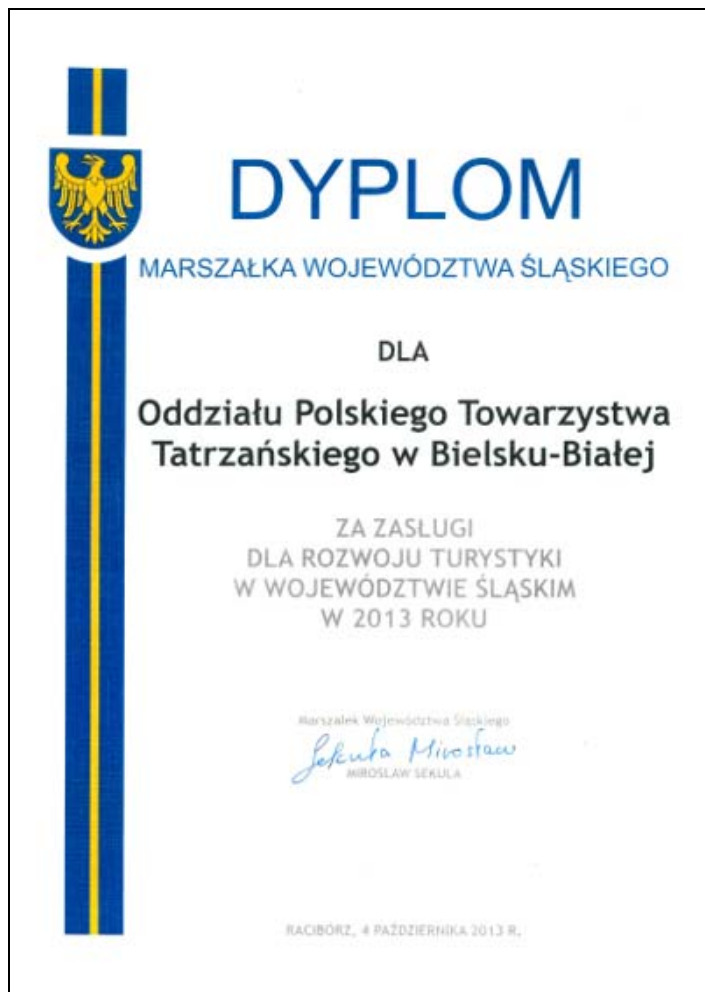 DYPLOM
MARSZAŁKA WOJEWÓDZTWA ŚLĄSKIEGO
DLA
Oddziału Polskiego Towarzystwa
Tatrzańskiego w Bielsku-Białej
ZA ZASŁUGI
DLA ROZWOJU TURYSTYKI
W WOJEWÓDZTWIE ŚLĄSKIM
W 2013 ROKU
Marszałek Województwa Śląskiego
Sekuła Mirosław
MIROSŁAW SEKUŁA
RACIBÓRZ, 4 PAŹDZIERNIKA 2013 R.